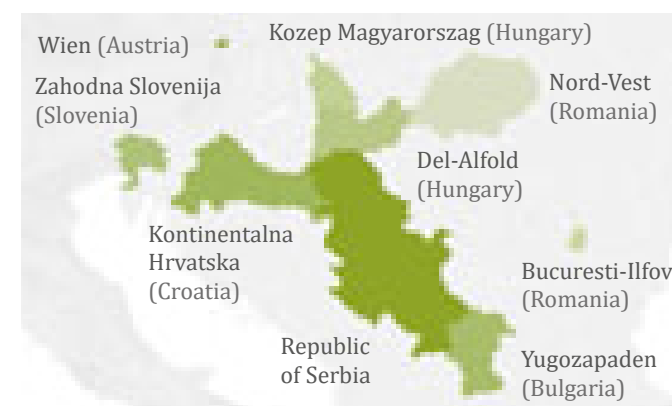 Wien (Austria)
Kozep Magyarorszag (Hungary)
Zahodna Slovenija
(Slovenia)
Nord-Vest
(Romania)
Del-Alfold
(Hungary)
Kontinentalna
Hrvatska
(Croatia)
Bucuresti-Ilfov
(Romania)
Republic
of Serbia
Yugozapaden
(Bulgaria)